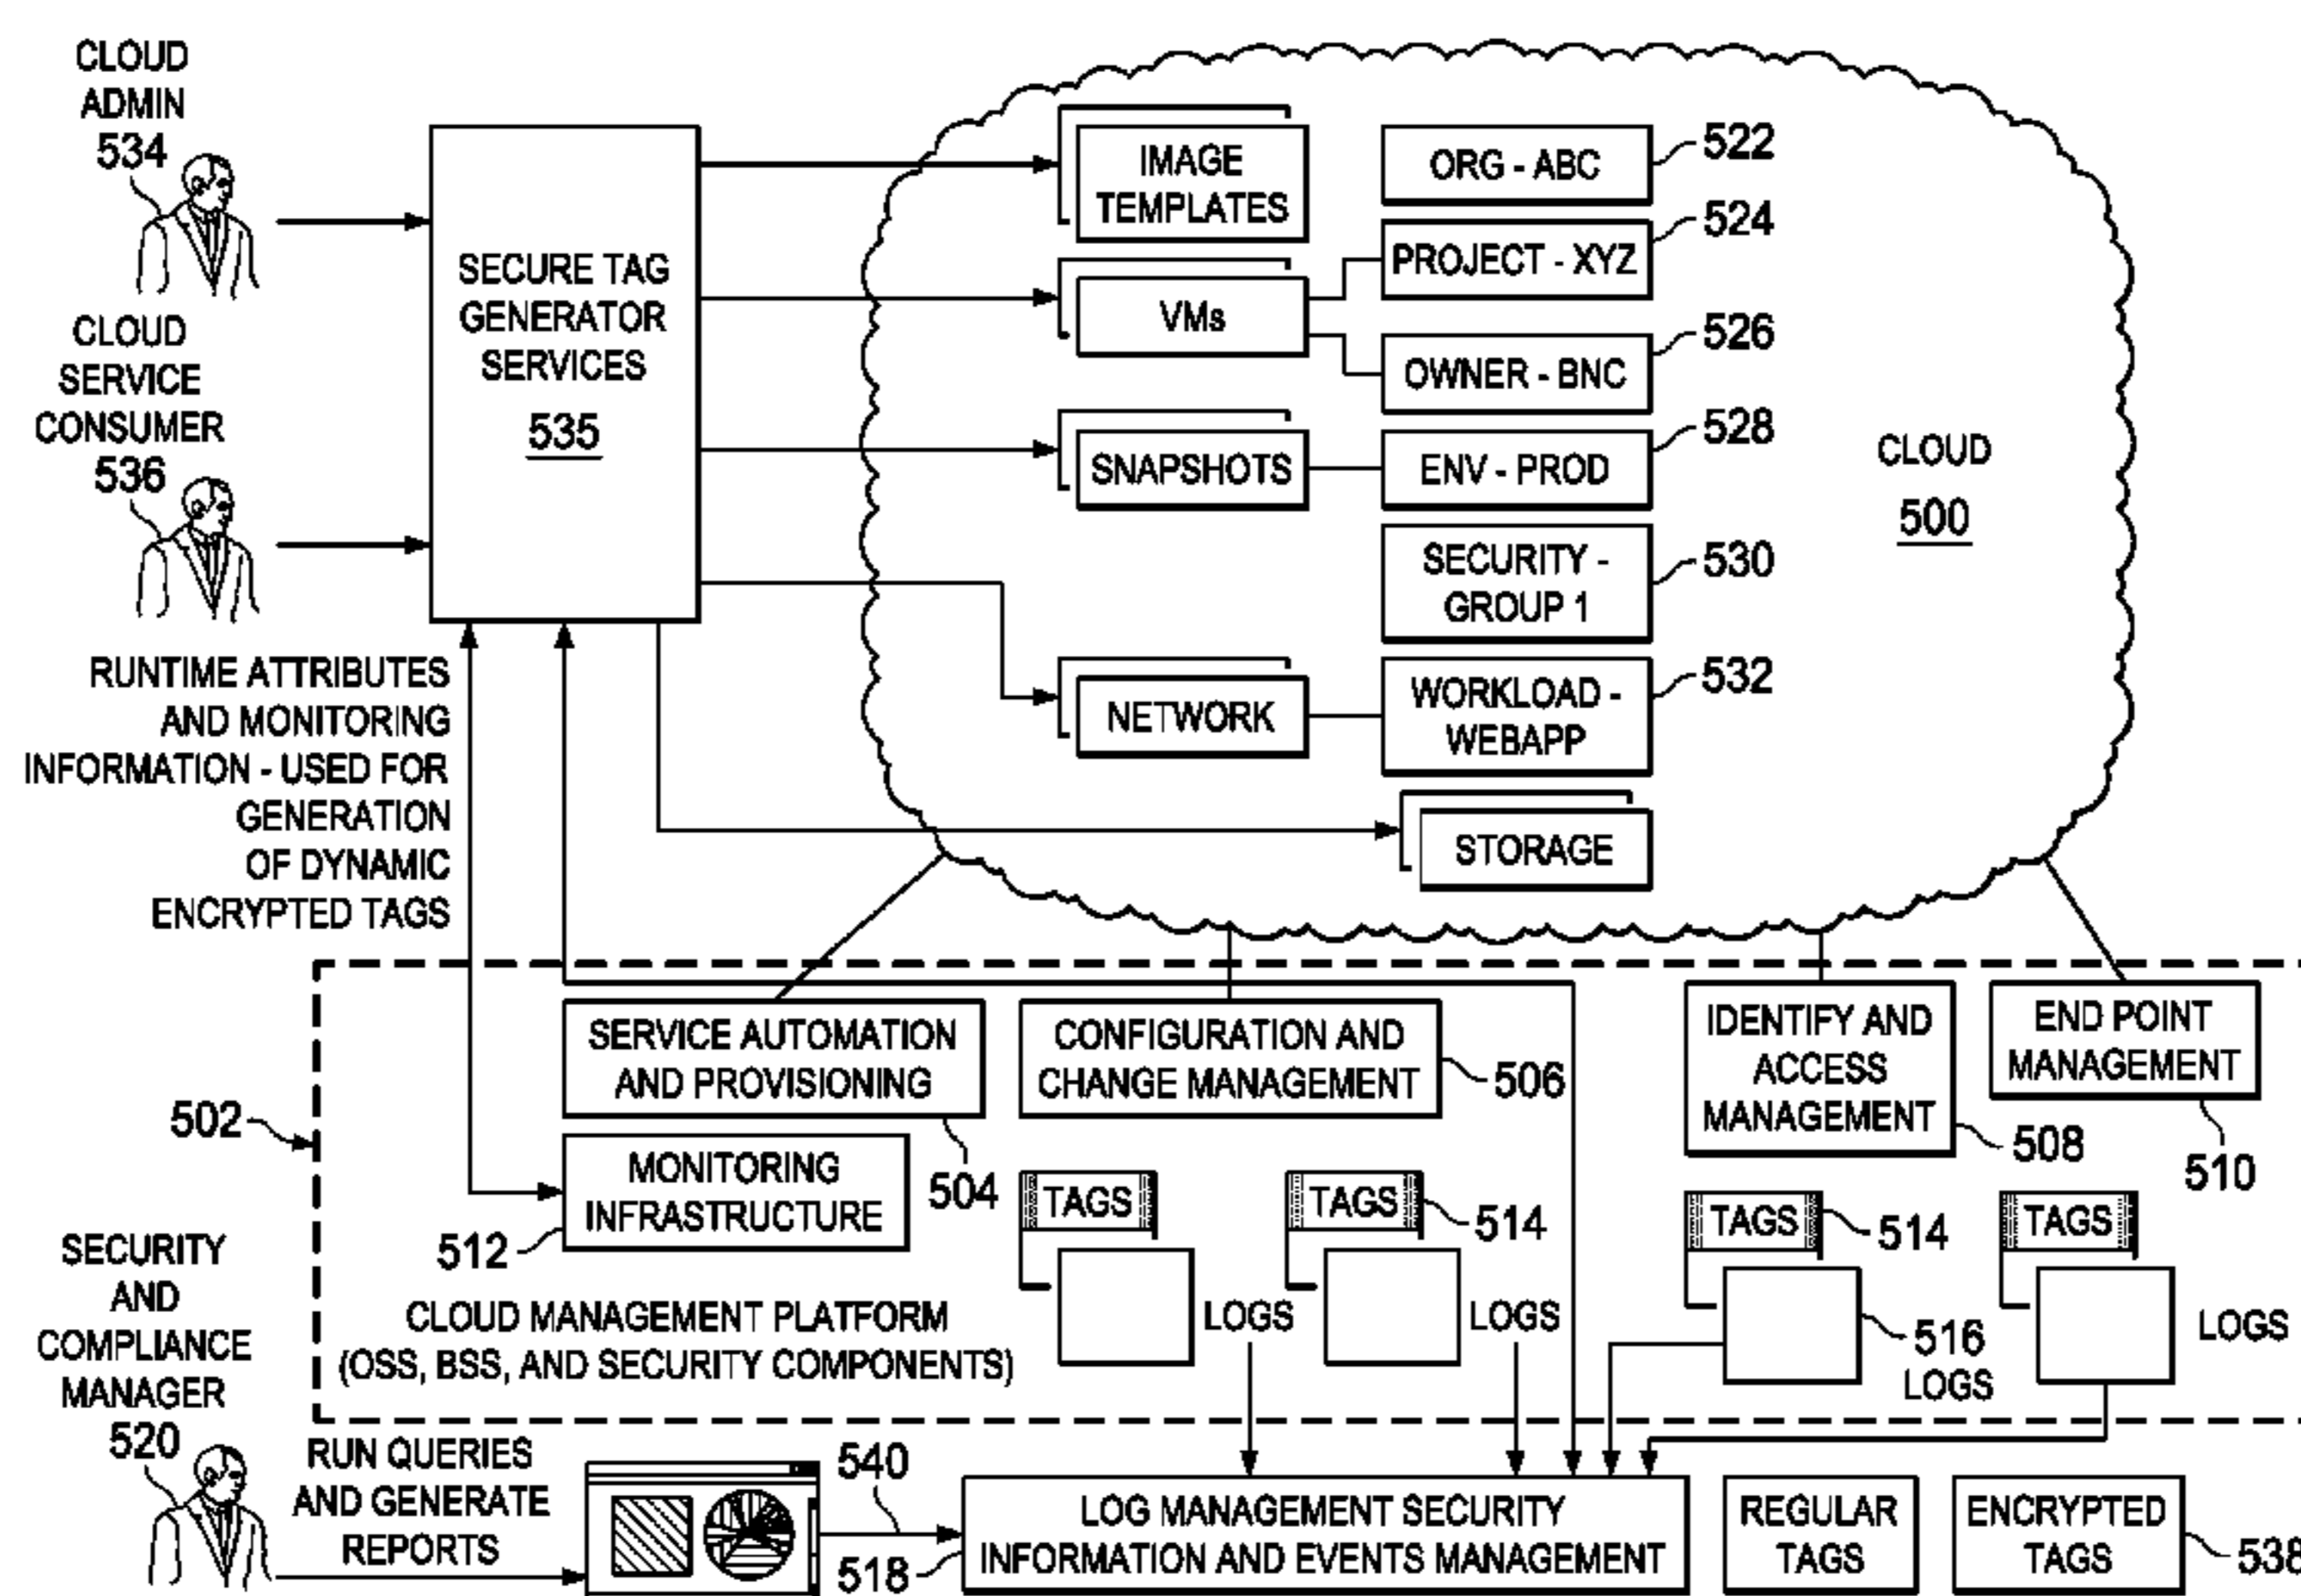 CLOUD
ADMIN
534
CLOUD
SERVICE
CONSUMER
536
SECURE TAG
GENERATOR
SERVICES
535
IMAGE
TEMPLATES
VMs
SNAPSHOTS
NETWORK
STORAGE
ORG - ABC
522
PROJECT - XYZ
524
OWNER - BNC
526
ENV - PROD
528
SECURITY -
GROUP 1
530
WORKLOAD -
WEBAPP
532
CLOUD
500
RUNTIME ATTRIBUTES
AND MONITORING
INFORMATION - USED FOR
GENERATION
OF DYNAMIC
ENCRYPTED TAGS
502
SERVICE AUTOMATION
AND PROVISIONING
504
CONFIGURATION AND
CHANGE MANAGEMENT
506
IDENTIFY AND
ACCESS
MANAGEMENT
508
END POINT
MANAGEMENT
510
MONITORING
INFRASTRUCTURE
512
TAGS
LOGS
TAGS
514
LOGS
TAGS
514
516
LOGS
TAGS
LOGS
CLOUD MANAGEMENT PLATFORM
(OSS, BSS, AND SECURITY COMPONENTS)
SECURITY
AND
COMPLIANCE
MANAGER
520
RUN QUERIES
AND GENERATE
REPORTS
540
LOG MANAGEMENT SECURITY
INFORMATION AND EVENTS MANAGEMENT
518
REGULAR
TAGS
ENCRYPTED
TAGS
538